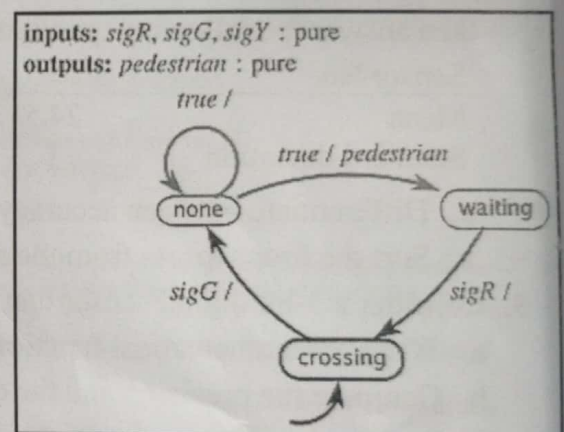 inputs: sigR, sigG, sigY : pure
outputs: pedestrian : pure
true /
true / pedestrian
none
waiting
sigG /
sigR /
crossing